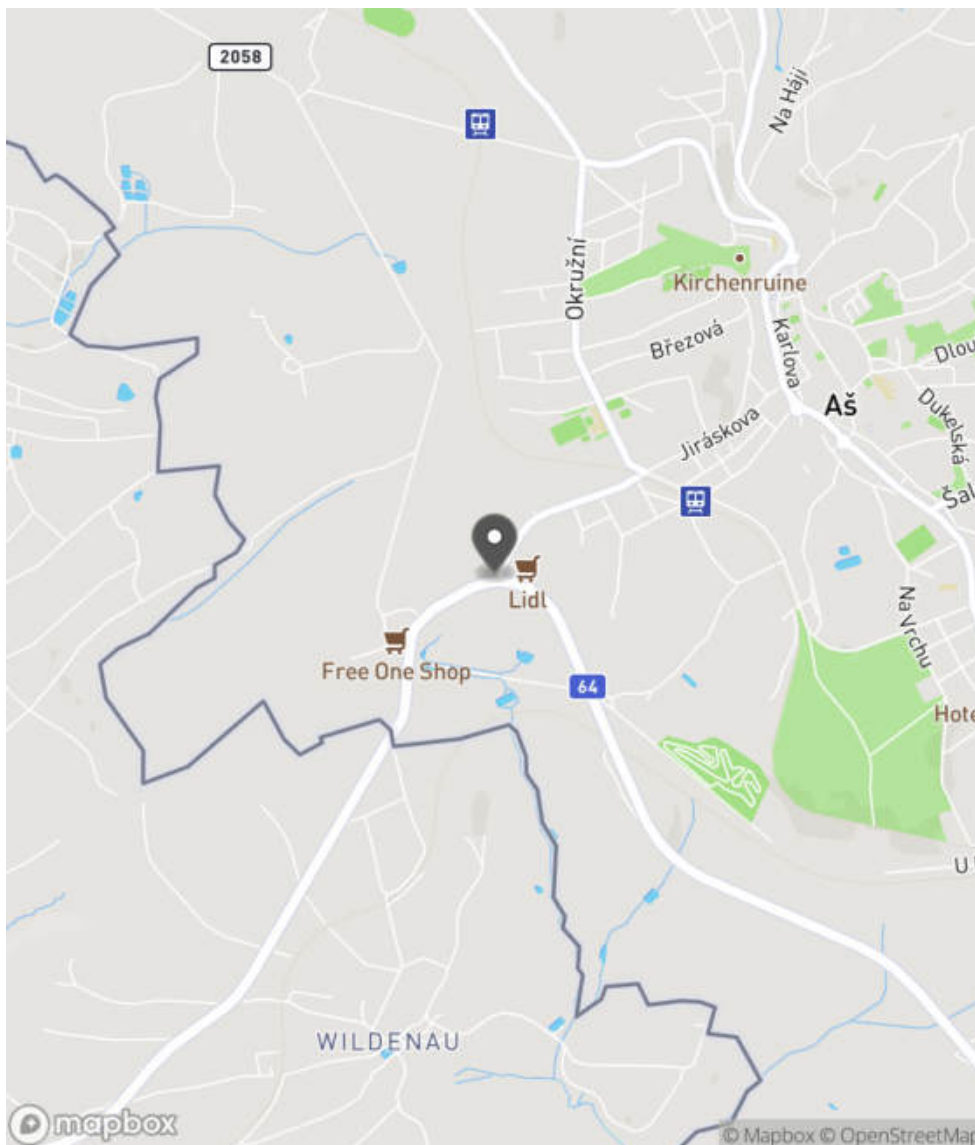 2058
Na Háji
Okružní
Kirchenruine
Březová
Karlova
Dlou
Aš
Dukelská
Jiráskova
Šal
Lidl
Na Vrchu
Free One Shop
64
Hote
U
WILDENAU
mapbox
© Mapbox © OpenStreetMap